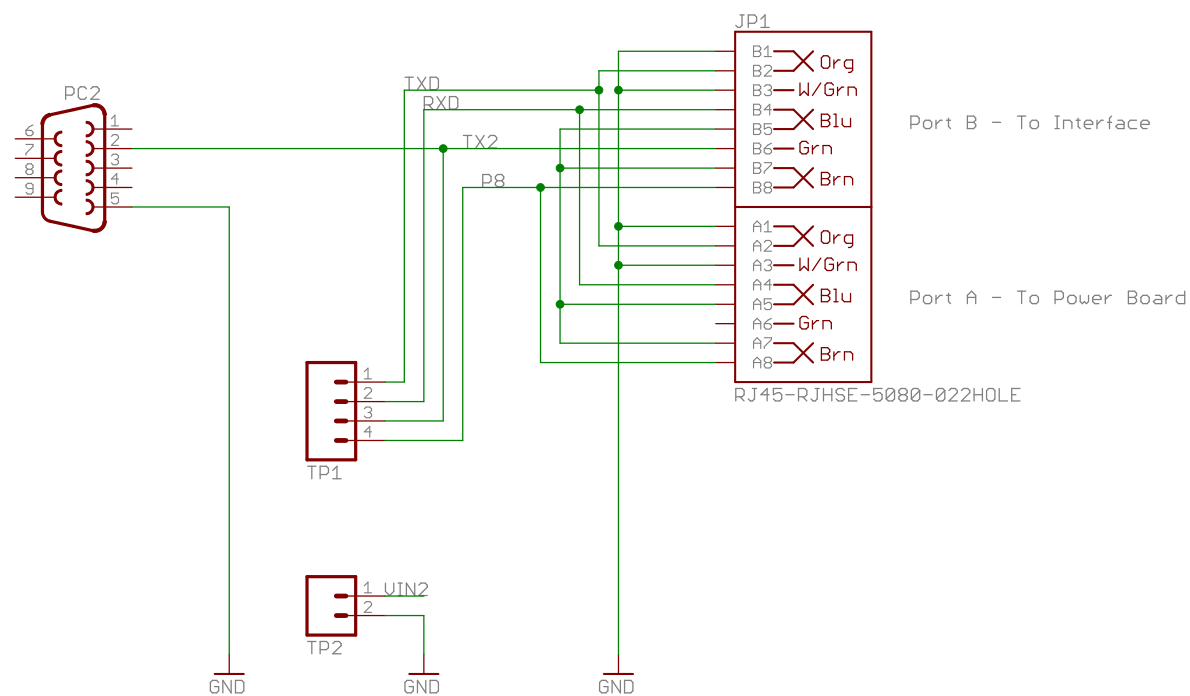 JP1
B1
B2
Org
B3
W/Grn
B4
B5
Blu
B6
Grn
B7
B8
Brn
Port B - To Interface
A1
A2
Org
A3
W/Grn
A4
A5
Blu
A6
Grn
A7
A8
Brn
Port A - To Power Board
RJ45-RJHSE-5080-022HOLE
TXD
RXD
TX2
P8
PC2
1
6
2
7
3
8
4
9
5
1
2
3
4
TP1
1
VIN2
2
TP2
GND
GND
GND